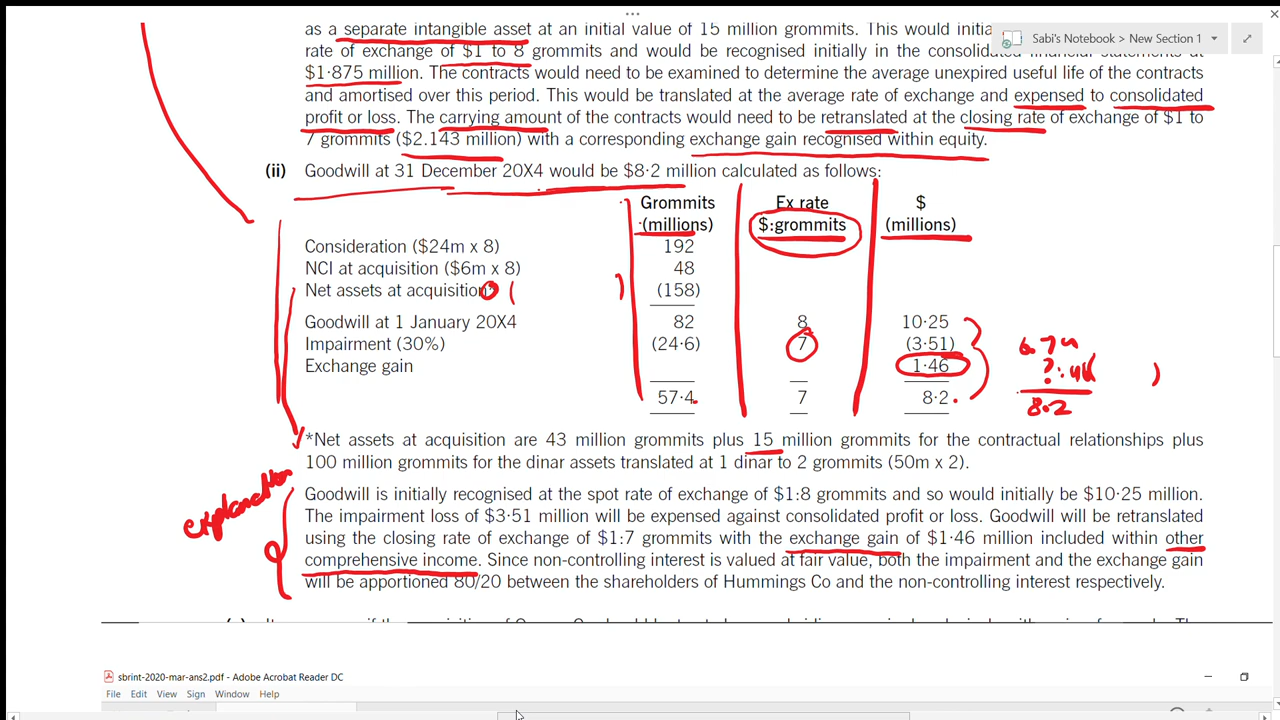 as a separate intangible asset at an initial value of 15 million grommits. This would initia
Sabi's Notebook > New Section 1
rate of exchange of $1 to 8 grommits and would be recognised initially in the consolid
$1·875 million. The contracts would need to be examined to determine the average unexpired useful life of the contracts
and amortised over this period. This would be translated at the average rate of exchange and expensed to consolidated
profit or loss. The carrying amount of the contracts would need to be retranslated at the closing rate of exchange of $1 to
7 grommits ($2.143 million) with a corresponding exchange gain recognised within equity.
(ii) Goodwill at 31 December 20X4 would be $8·2 million calculated as follows:
Grommits Ex rate $
(millions) $:grommits (millions)
Consideration ($24m x 8) 192
NCI at acquisition ($6m x 8) 48
Net assets at acquisition (158)
Goodwill at 1 January 20X4 82 8 10·25
Impairment (30%) (24·6) 7 (3·51)
Exchange gain 1·46
57·4 7 8·2
8.2
*Net assets at acquisition are 43 million grommits plus 15 million grommits for the contractual relationships plus
100 million grommits for the dinar assets translated at 1 dinar to 2 grommits (50m x 2).
explanation
Goodwill is initially recognised at the spot rate of exchange of $1:8 grommits and so would initially be $10·25 million.
The impairment loss of $3·51 million will be expensed against consolidated profit or loss. Goodwill will be retranslated
using the closing rate of exchange of $1:7 grommits with the exchange gain of $1·46 million included within other
comprehensive income. Since non-controlling interest is valued at fair value, both the impairment and the exchange gain
will be apportioned 80/20 between the shareholders of Hummings Co and the non-controlling interest respectively.
sbrint-2020-mar-ans2.pdf - Adobe Acrobat Reader DC
File Edit View Sign Window Help